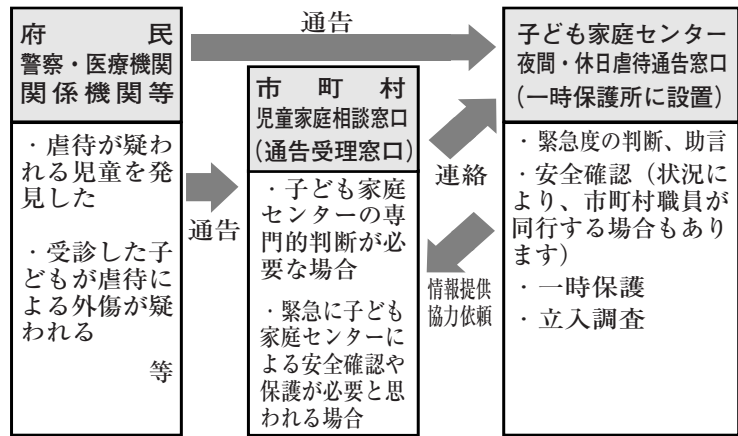 通告
府民
警察・医療機関
関係機関等
・虐待が疑わ
れる児童を発
見した
・受診した子
どもが虐待に
よる外傷が疑
われる
等
通告
市町村
児童家庭相談窓口
(通告受理窓口)
・子ども家庭
センターの専
門的判断が必
要な場合
・緊急に子ども
家庭センターに
よる安全確認や
保護が必要と思
われる場合
連絡
情報提供
協力依頼
子ども家庭センター
夜間・休日虐待通告窓口
(一時保護所に設置)
・緊急度の判断、助言
・安全確認（状況に
より、市町村職員が
同行する場合もあり
ます）
・一時保護
・立入調査